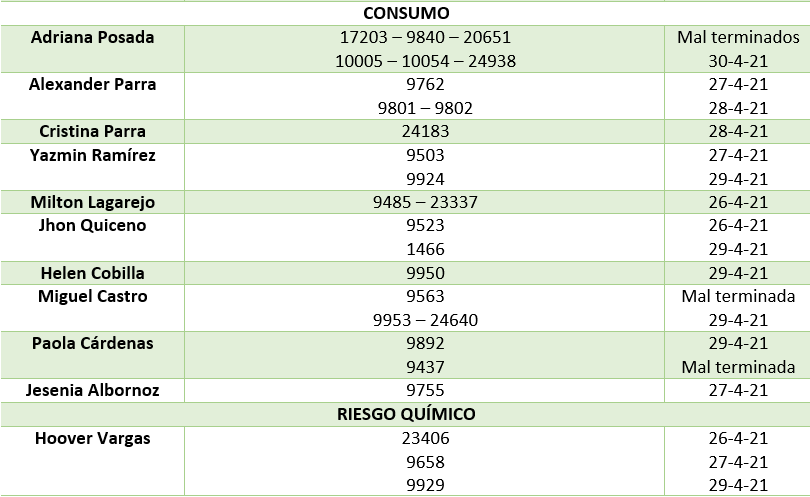 CONSUMO
Adriana Posada 17203 – 9840 – 20651 Mal terminados
10005 – 10054 – 24938 30-4-21
Alexander Parra 9762 27-4-21
9801 – 9802 28-4-21
Cristina Parra 24183 28-4-21
Yazmin Ramírez 9503 27-4-21
9924 29-4-21
Milton Lagarejo 9485 – 23337 26-4-21
Jhon Quiceno 9523 26-4-21
1466 29-4-21
Helen Cobilla 9950 29-4-21
Miguel Castro 9563 Mal terminada
9953 – 24640 29-4-21
Paola Cárdenas 9892 29-4-21
9437 Mal terminada
Jesenia Albornoz 9755 27-4-21
RIESGO QUÍMICO
Hoover Vargas 23406 26-4-21
9658 27-4-21
9929 29-4-21